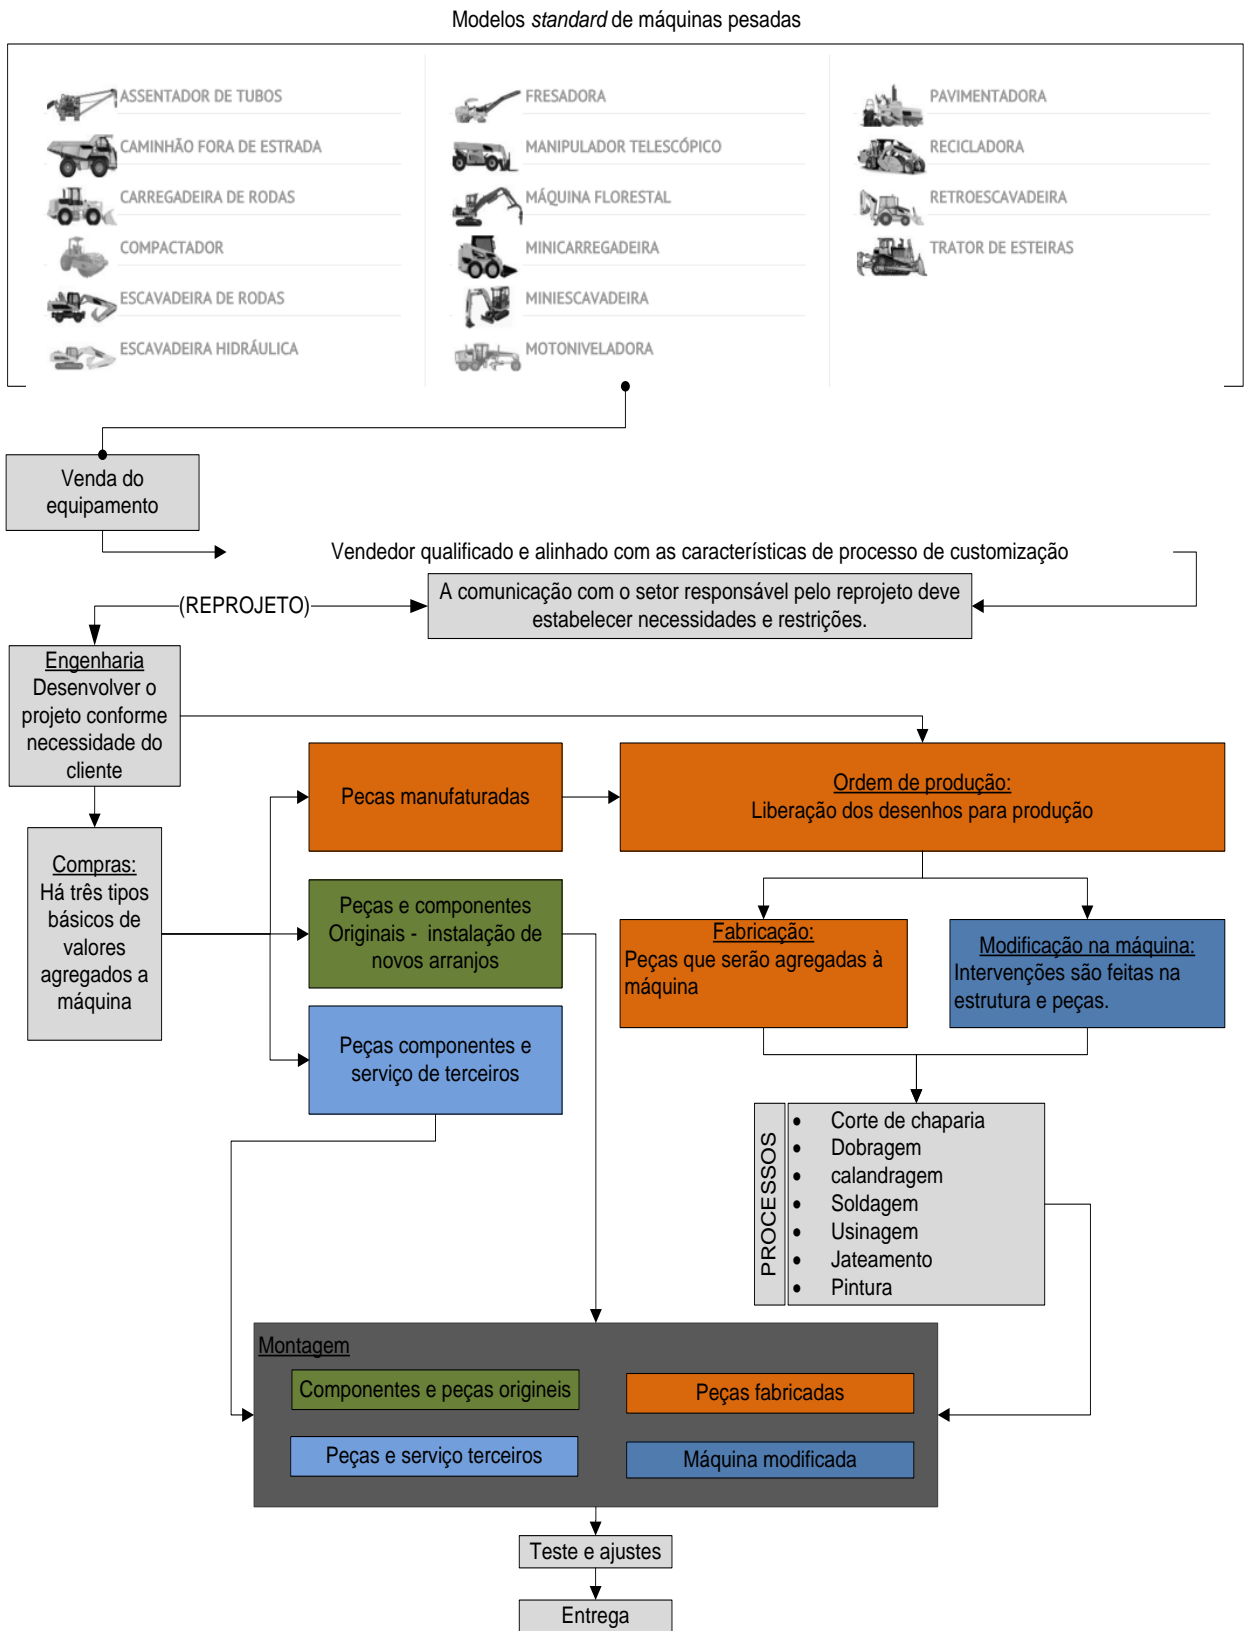 Modelos standard de máquinas pesadas
ASSENTADOR DE TUBOS
CAMINHÃO FORA DE ESTRADA
CARREGADEIRA DE RODAS
COMPACTADOR
ESCAVADEIRA DE RODAS
ESCAVADEIRA HIDRÁULICA
FRESADORA
MANIPULADOR TELESCÓPICO
MÁQUINA FLORESTAL
MINICARREGADEIRA
MINIESCAVADEIRA
MOTONIVELADORA
PAVIMENTADORA
RECICLADORA
RETROESCAVADEIRA
TRATOR DE ESTEIRAS
Venda do
equipamento
Vendedor qualificado e alinhado com as características de processo de customização
(REPROJETO)
A comunicação com o setor responsável pelo reprojeto deve
estabelecer necessidades e restrições.
Engenharia
Desenvolver o
projeto conforme
necessidade do
cliente
Compras:
Há três tipos
básicos de
valores
agregados a
máquina
Pecas manufaturadas
Peças e componentes
Originais - instalação de
novos arranjos
Peças componentes e
serviço de terceiros
Ordem de produção:
Liberação dos desenhos para produção
Fabricação:
Peças que serão agregadas à
máquina
Modificação na máquina:
Intervenções são feitas na
estrutura e peças.
PROCESSOS
• Corte de chaparia
• Dobragem
• calandragem
• Soldagem
• Usinagem
• Jateamento
• Pintura
Montagem
Componentes e peças origineis
Peças fabricadas
Peças e serviço terceiros
Máquina modificada
Teste e ajustes
Entrega